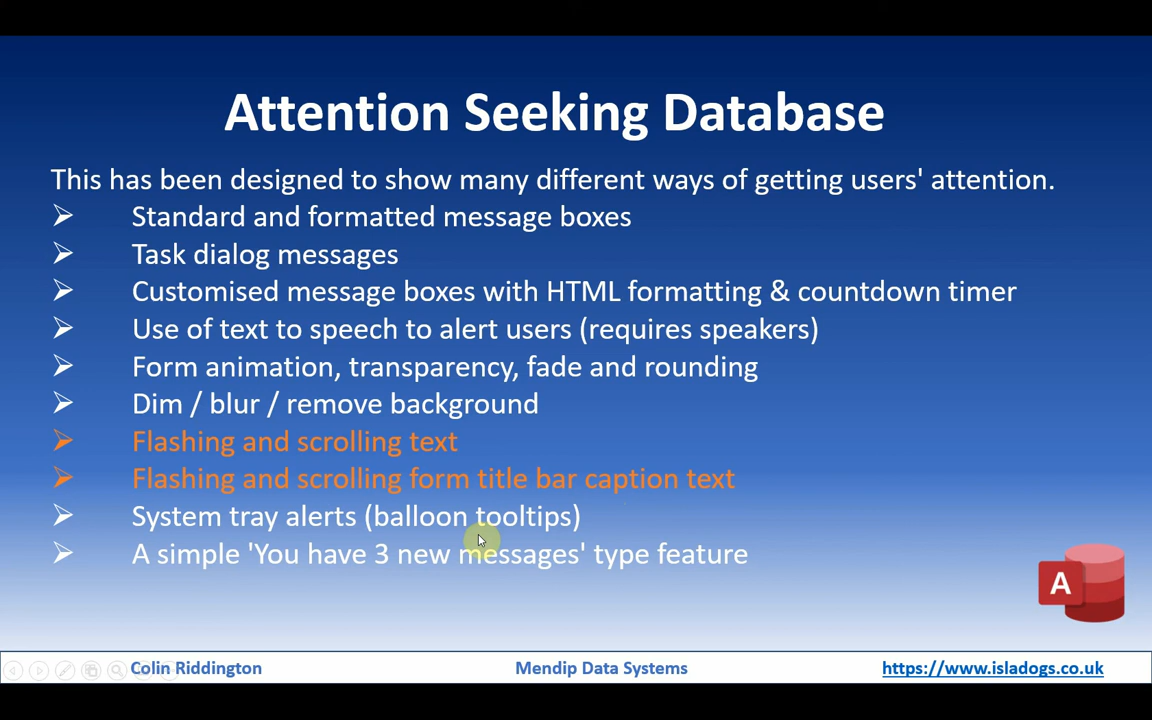 Attention Seeking Database
This has been designed to show many different ways of getting users' attention.
➢ Standard and formatted message boxes
➢ Task dialog messages
➢ Customised message boxes with HTML formatting & countdown timer
➢ Use of text to speech to alert users (requires speakers)
➢ Form animation, transparency, fade and rounding
➢ Dim / blur / remove background
➢ Flashing and scrolling text
➢ Flashing and scrolling form title bar caption text
➢ System tray alerts (balloon tooltips)
➢ A simple 'You have 3 new messages' type feature
A
Colin Riddington
Mendip Data Systems
https://www.isladogs.co.uk